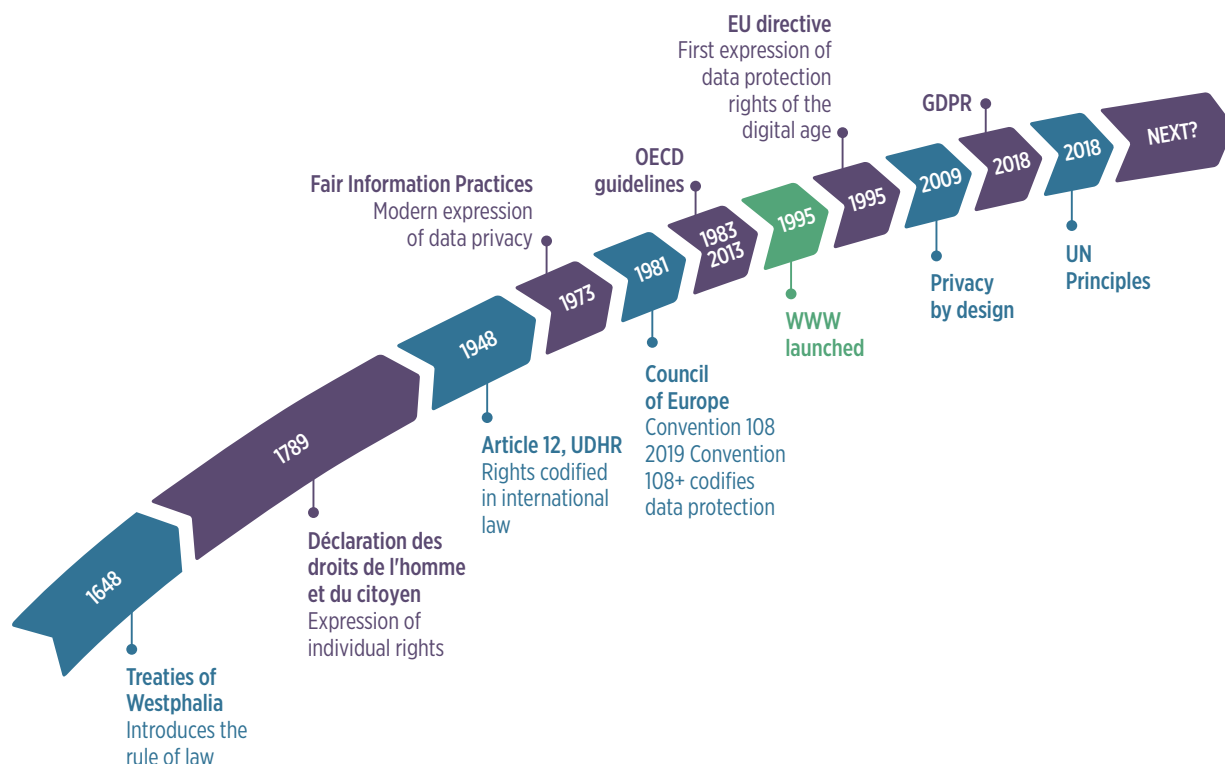 EU directive
First expression of
data protection
rights of the
digital age
GDPR
NEXT?
2018
2018
2009
1995
1995
OECD
guidelines
1983
2013
Fair Information Practices
Modern expression
of data privacy
1981
1973
1948
1789
1648
UN
Principles
Privacy
by design
WWW
launched
Council
of Europe
Convention 108
2019 Convention
108+ codifies
data protection
Article 12, UDHR
Rights codified
in international
law
Déclaration des
droits de l'homme
et du citoyen
Expression of
individual rights
Treaties of
Westphalia
Introduces the
rule of law